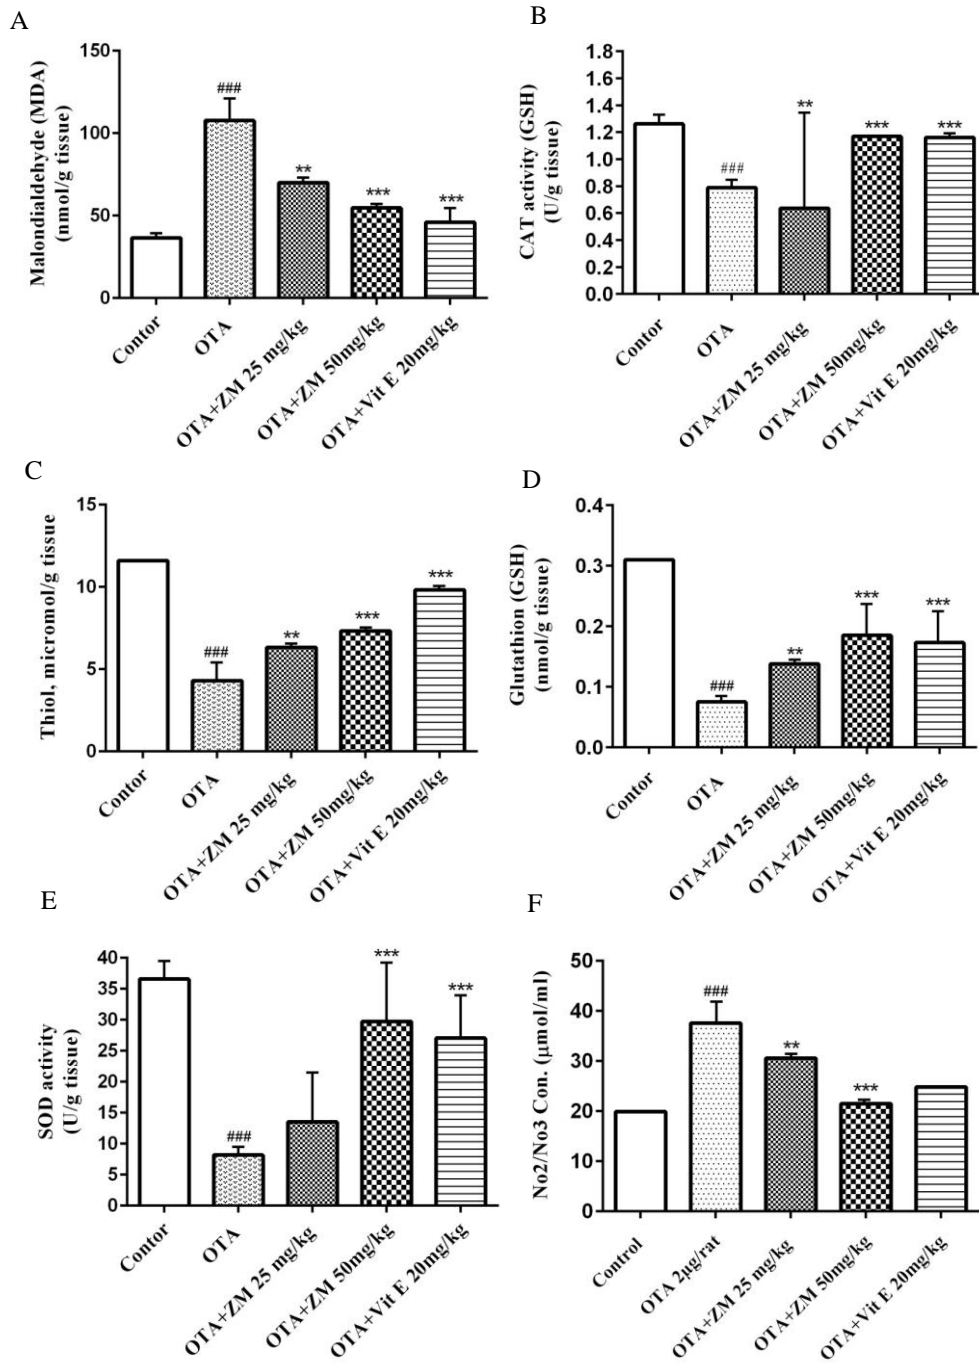 A
Malondialdehyde (MDA)
(nmol/g tissue)
150
100
50
0
###
**
***
***
Contor
OTA
OTA+ZM 25 mg/kg
OTA+ZM 50mg/kg
OTA+Vit E 20mg/kg
B
CAT activity (GSH)
(U/g tissue)
1.8
1.6
1.4
1.2
1.0
0.8
0.6
0.4
0.2
0.0
###
**
***
***
Contor
OTA
OTA+ZM 25 mg/kg
OTA+ZM 50mg/kg
OTA+Vit E 20mg/kg
C
Thiol, micromol/g tissue
15
10
5
0
###
**
***
***
Contor
OTA
OTA+ZM 25 mg/kg
OTA+ZM 50mg/kg
OTA+Vit E 20mg/kg
D
Glutathion (GSH)
(nmol/g tissue)
0.4
0.3
0.2
0.1
0.0
###
**
***
***
Contor
OTA
OTA+ZM 25 mg/kg
OTA+ZM 50mg/kg
OTA+Vit E 20mg/kg
E
SOD activity
(U/g tissue)
40
35
30
25
20
15
10
5
0
###
***
***
Contor
OTA
OTA+ZM 25 mg/kg
OTA+ZM 50mg/kg
OTA+Vit E 20mg/kg
F
No2/No3 Con. (µmol/ml)
50
40
30
20
10
0
###
**
***
Control
OTA 2µg/rat
OTA+ZM 25 mg/kg
OTA+ZM 50mg/kg
OTA+Vit E 20mg/kg